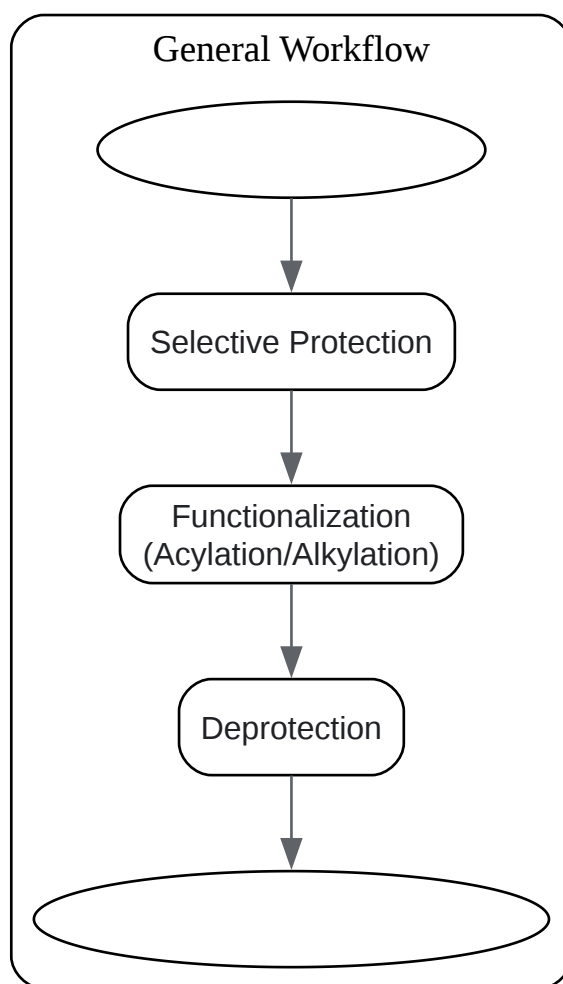 General Workflow
Selective Protection
Functionalization
(Acylation/Alkylation)
Deprotection